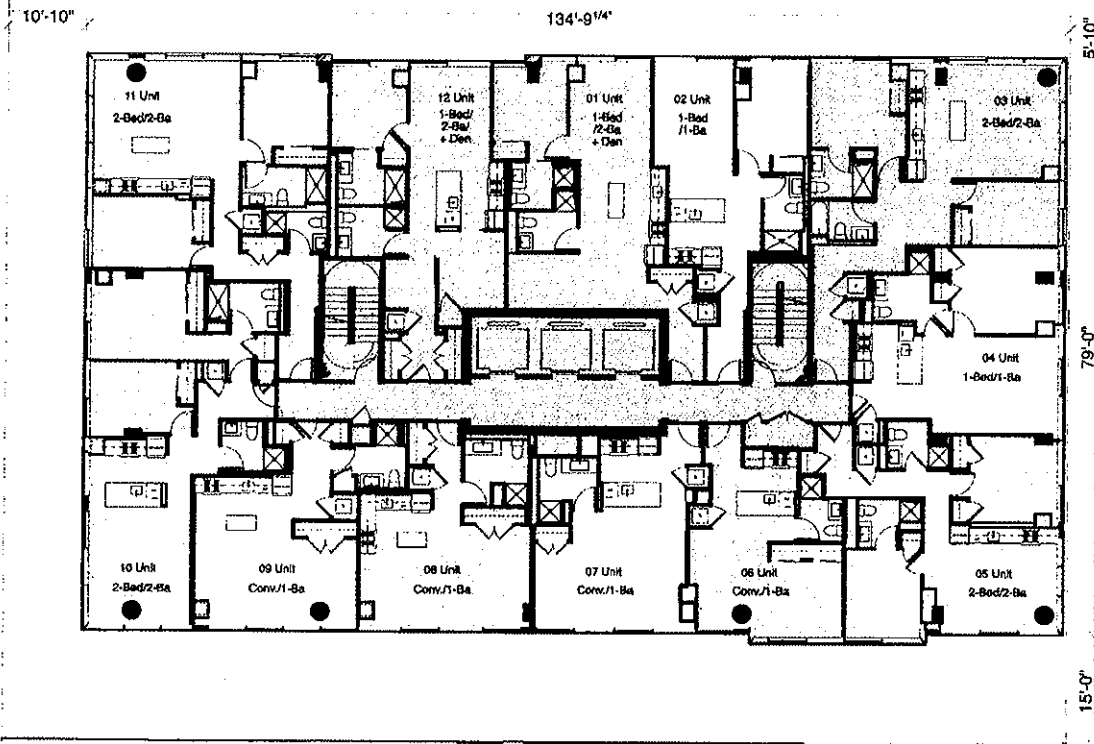 10'-10"
134'-9 1/4"
5'-10"
11 Unit
2-Bed/2-Ba
12 Unit
1-Bed/
2-Ba/
+ Den
01 Unit
1-Bed
/2-Ba
+ Den
02 Unit
1-Bed
/1-Ba
03 Unit
2-Bed/2-Ba
04 Unit
1-Bed/1-Ba
79'-0"
10 Unit
2-Bed/2-Ba
09 Unit
Conv./1-Ba
08 Unit
Conv./1-Ba
07 Unit
Conv./1-Ba
06 Unit
Conv./1-Ba
05 Unit
2-Bed/2-Ba
15'-0"